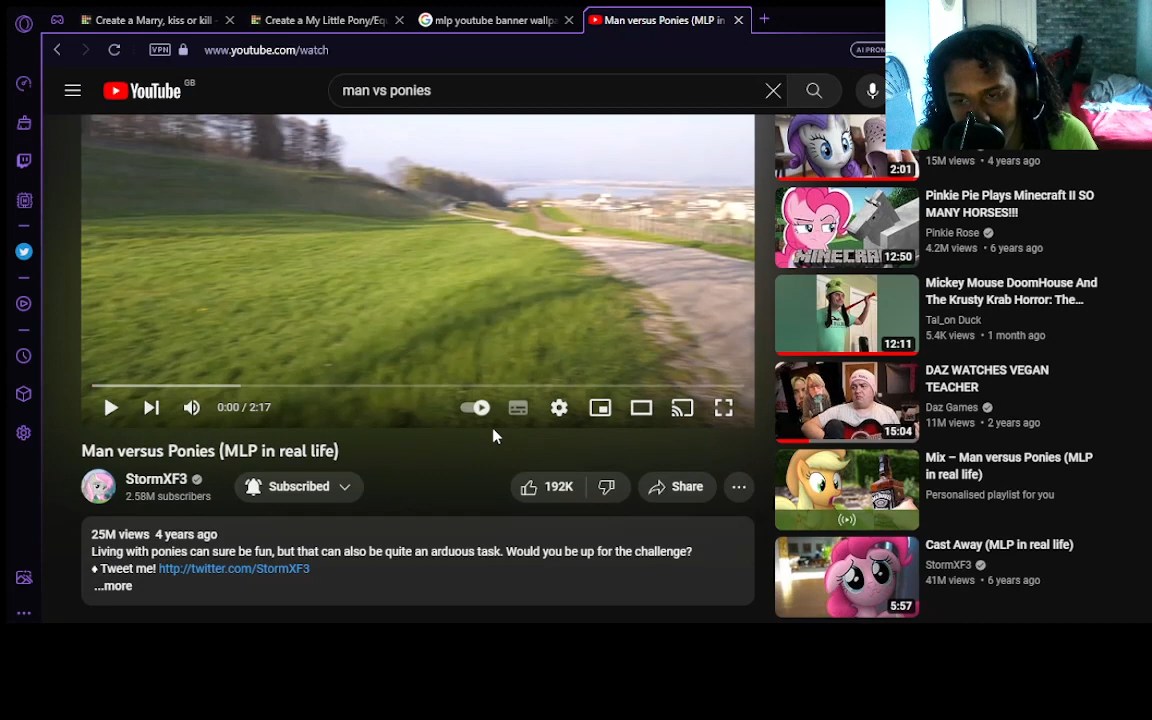 Create a Marry, kiss or kill -
Create a My Little Pony/Eq
mlp youtube banner wallpa
Man versus Ponies (MLP in
VPN
www.youtube.com/watch
AI PROM
YouTube GB
man vs ponies
2:01
15M views • 4 years ago
Pinkie Pie Plays Minecraft II SO
MANY HORSES!!!
Pinkie Rose
4.2M views • 6 years ago
MINECRA
12:50
Mickey Mouse DoomHouse And
The Krusty Krab Horror: The...
Tal_on Duck
5.4K views • 1 month ago
12:11
DAZ WATCHES VEGAN
TEACHER
Daz Games
11M views • 2 years ago
15:04
0:00 / 2:17
Man versus Ponies (MLP in real life)
StormXF3
2.58M subscribers
Subscribed
192K
Share
Mix – Man versus Ponies (MLP
in real life)
Personalised playlist for you
25M views 4 years ago
Living with ponies can sure be fun, but that can also be quite an arduous task. Would you be up for the challenge?
♦ Tweet me! http://twitter.com/StormXF3
...more
Cast Away (MLP in real life)
StormXF3
41M views • 6 years ago
5:57